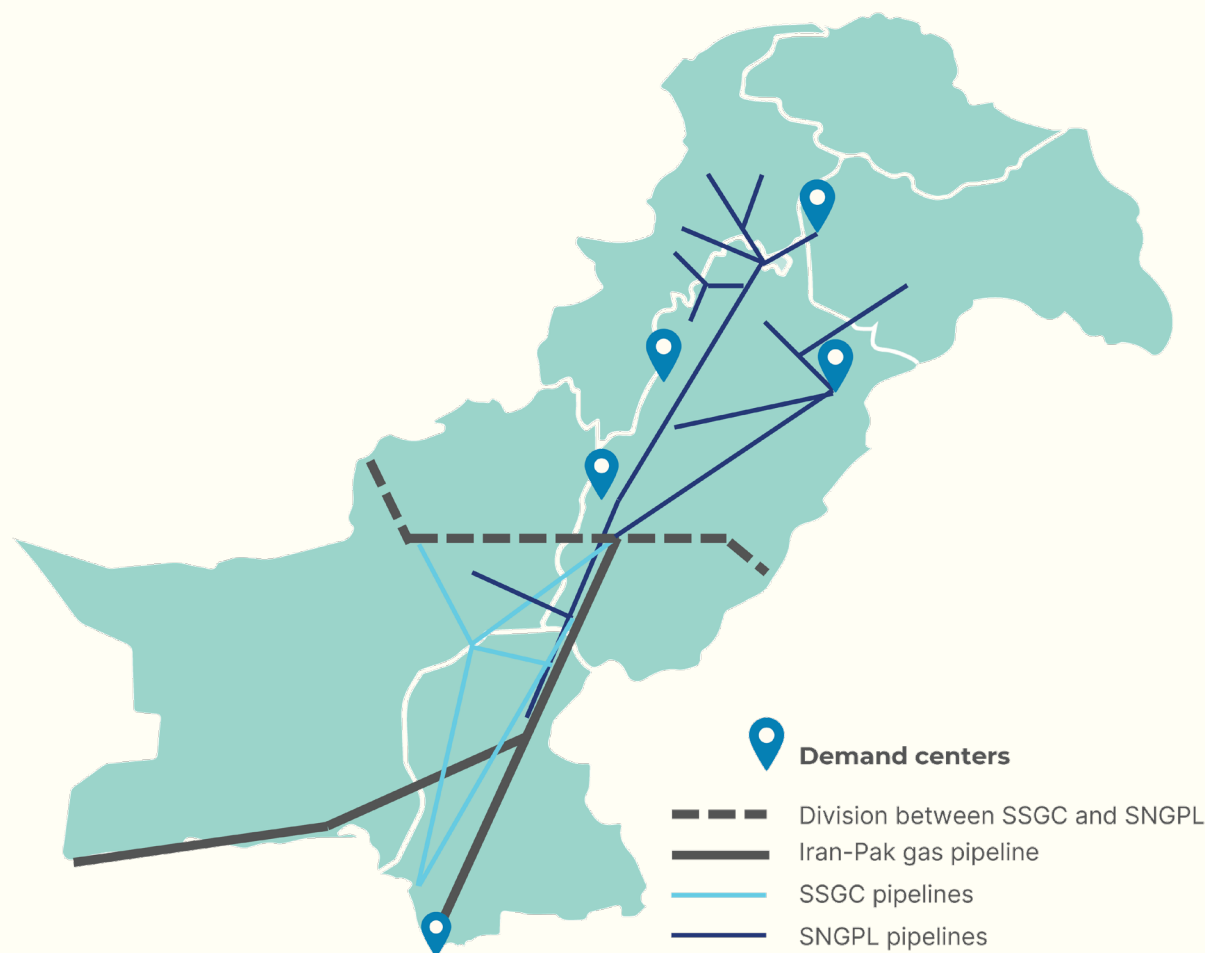 Demand centers
Division between SSGC and SNGPL
Iran-Pak gas pipeline
SSGC pipelines
SNGPL pipelines